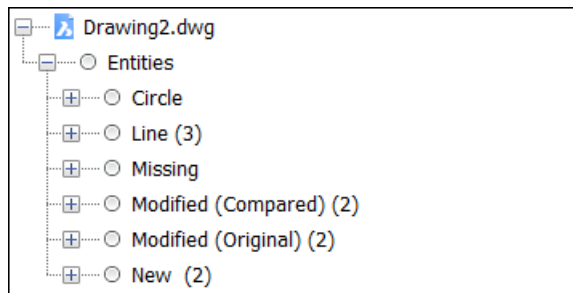 Drawing2.dwg
Entities
Circle
Line (3)
Missing
Modified (Compared) (2)
Modified (Original) (2)
New (2)